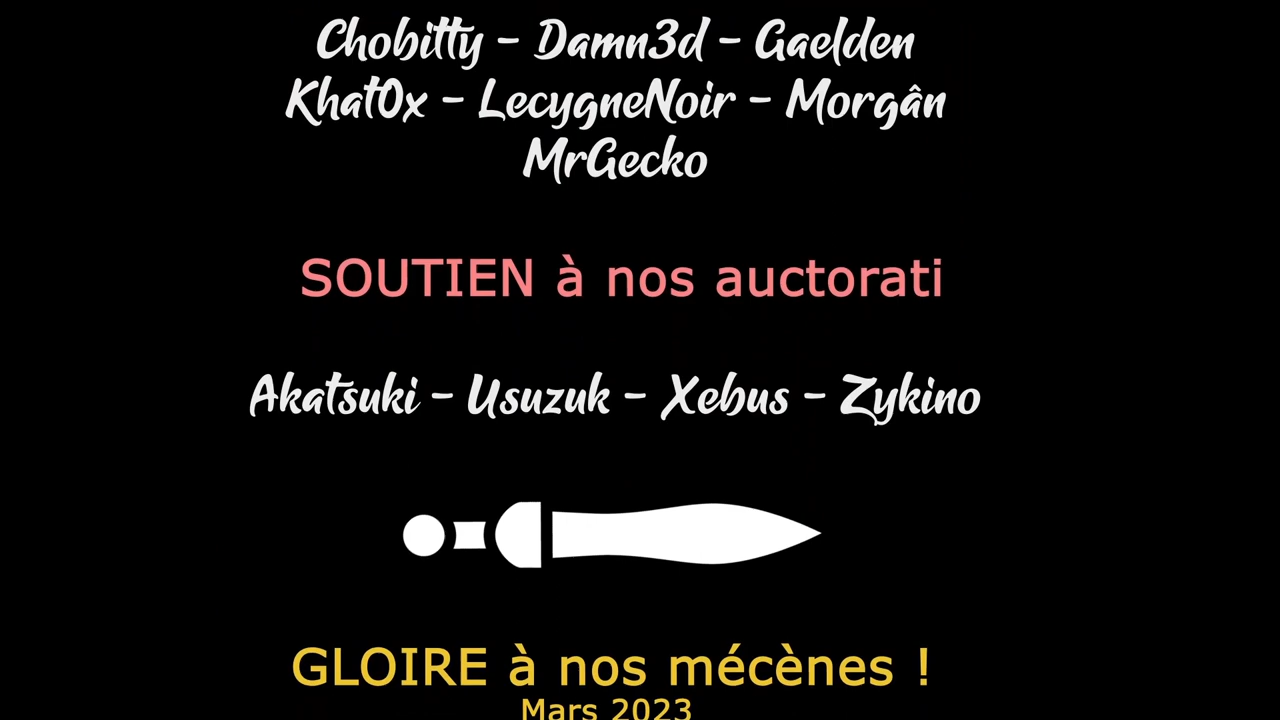 Chobitty - Damn3d - Gaelden
Khat0x - LecygneNoir - Morgân
MrGecko
SOUTIEN à nos auctorati
Akatsuki - Usuzuk - Xebus - Zykino
GLOIRE à nos mécènes !
Mars 2023